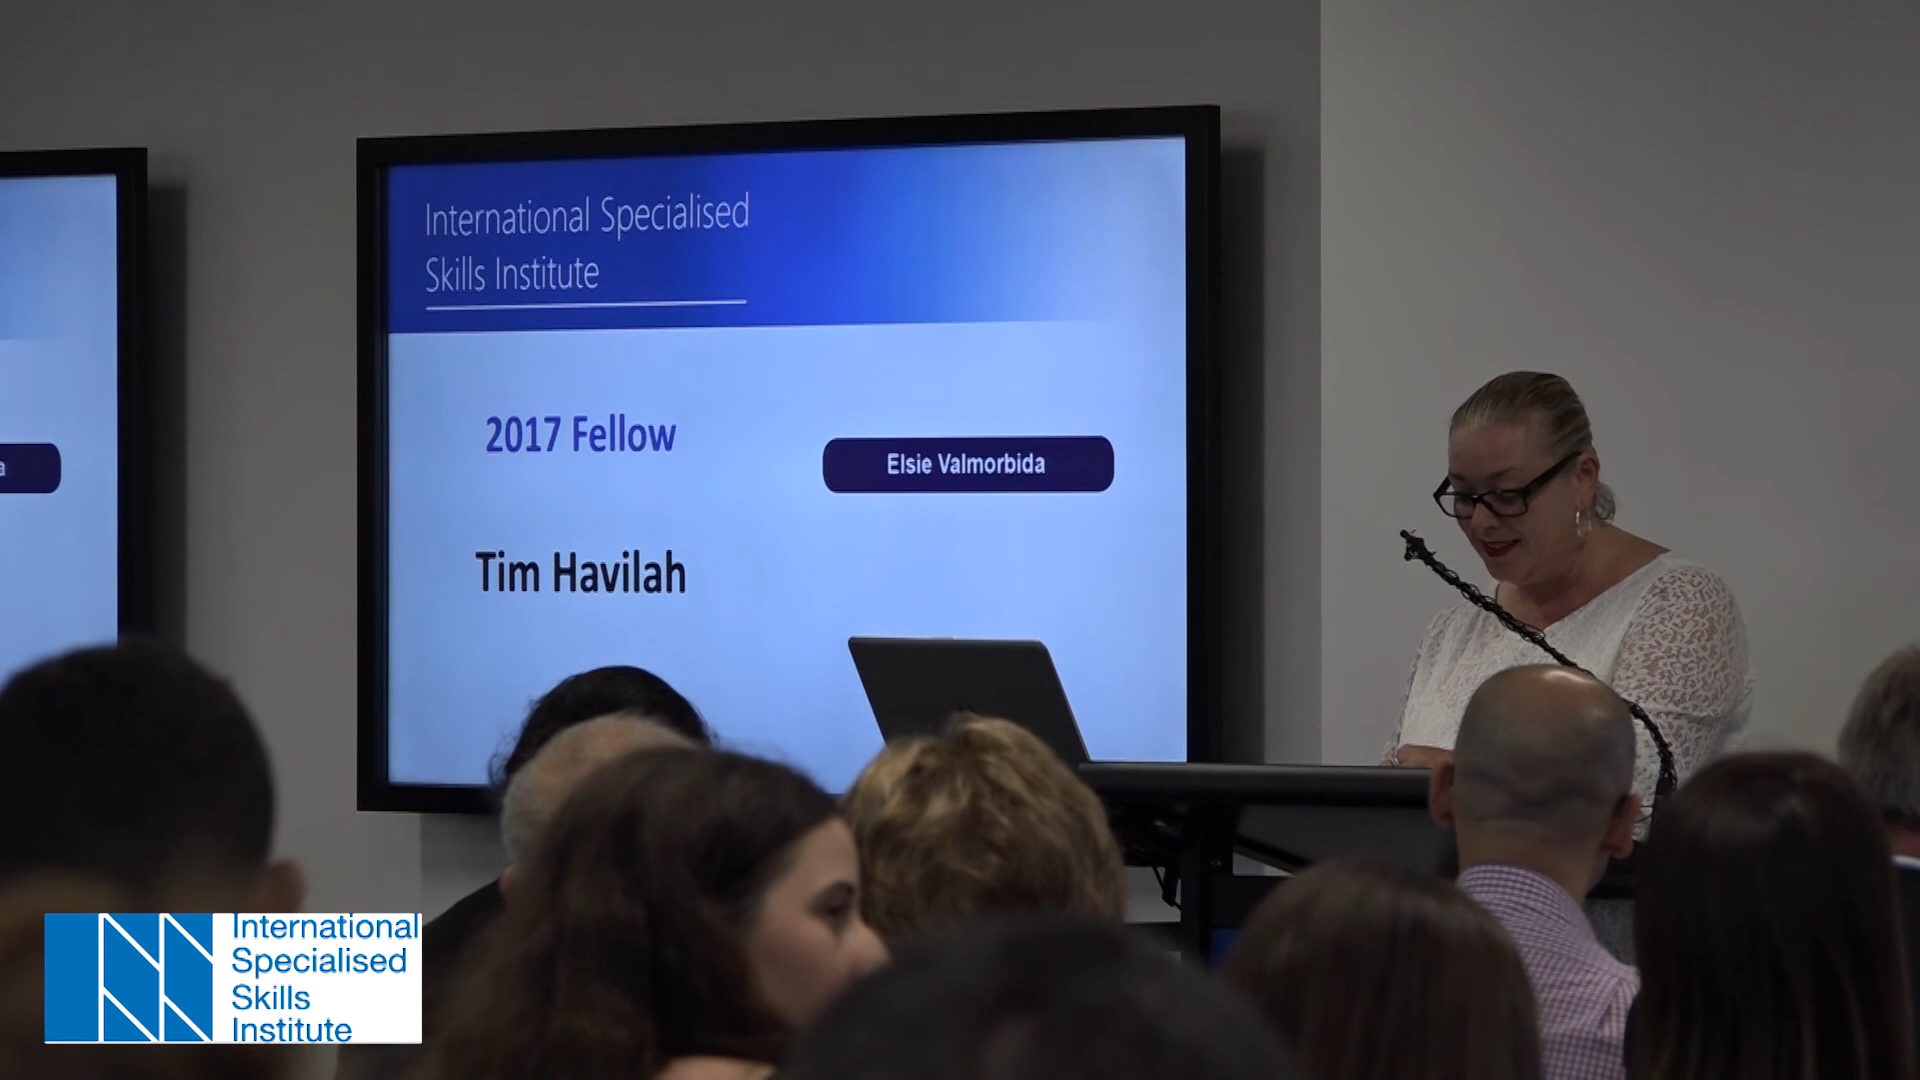 International Specialised
Skills Institute
2017 Fellow
Elsie Valmorbida
Tim Havilah
a
International
Specialised
Skills
Institute